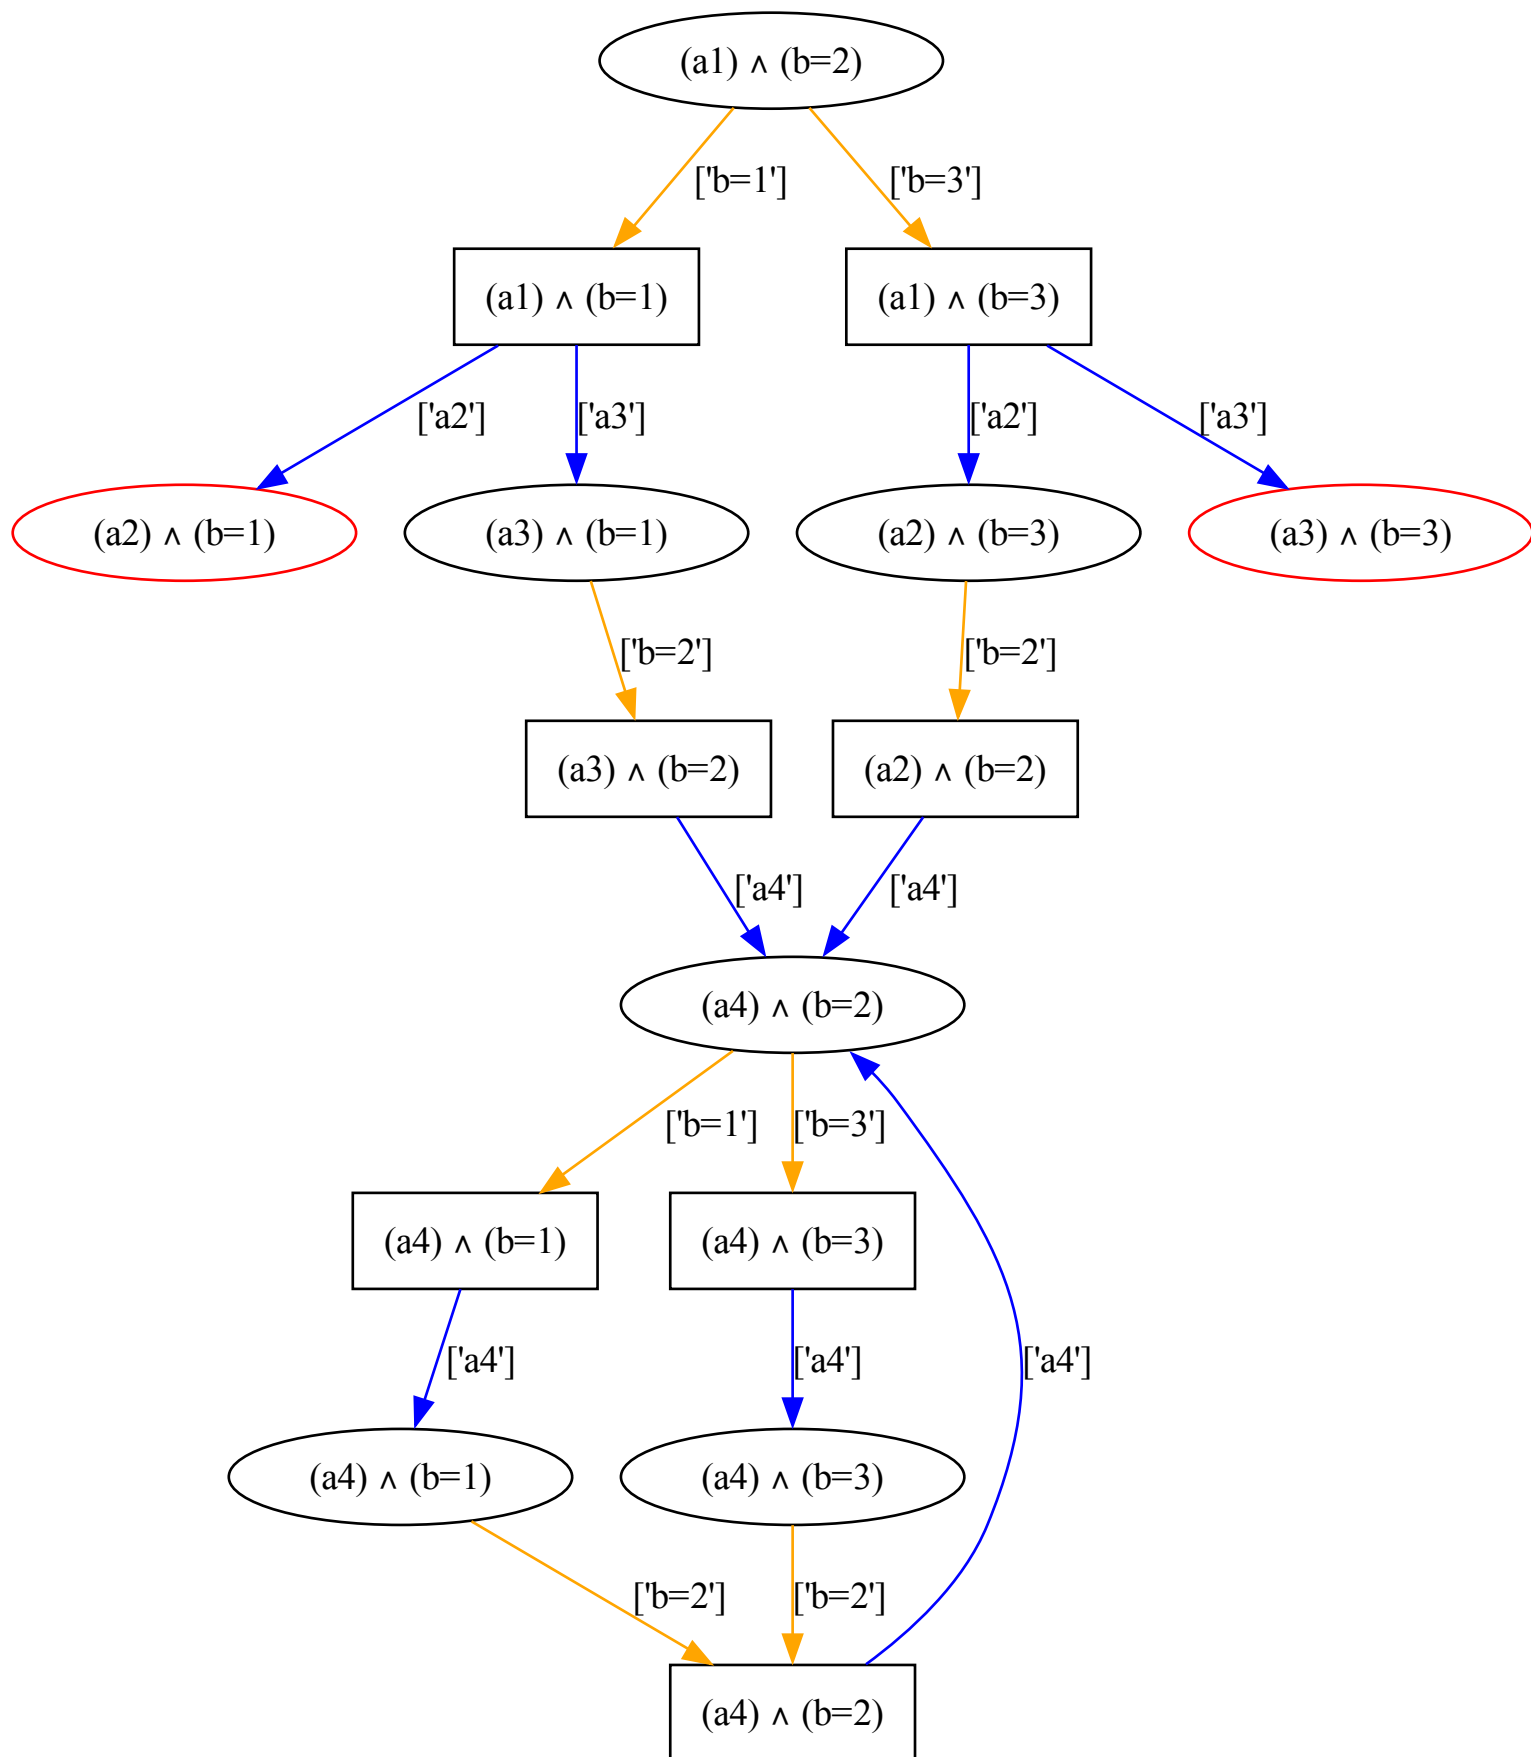 (a1) ∧ (b=2)
['b=1']
['b=3']
(a1) ∧ (b=1)
(a1) ∧ (b=3)
['a2']
['a3']
['a2']
['a3']
(a2) ∧ (b=1)
(a3) ∧ (b=1)
(a2) ∧ (b=3)
(a3) ∧ (b=3)
['b=2']
['b=2']
(a3) ∧ (b=2)
(a2) ∧ (b=2)
['a4']
['a4']
(a4) ∧ (b=2)
['b=1']
['b=3']
(a4) ∧ (b=1)
(a4) ∧ (b=3)
['a4']
['a4']
['a4']
(a4) ∧ (b=1)
(a4) ∧ (b=3)
['b=2']
['b=2']
(a4) ∧ (b=2)